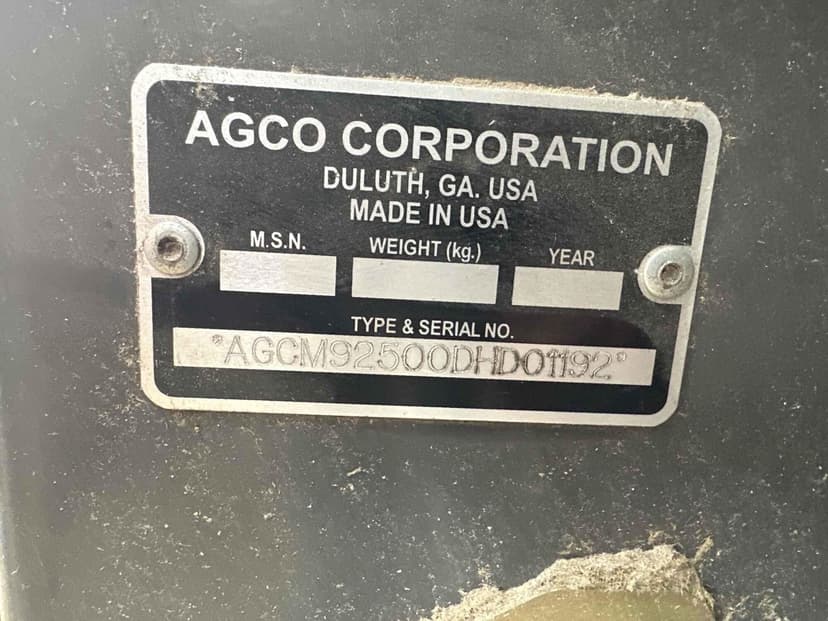 AGCO CORPORATION
DULUTH, GA. USA
MADE IN USA
M.S.N. WEIGHT (kg.) YEAR
TYPE & SERIAL NO.
*AGCM92500DHD01192*